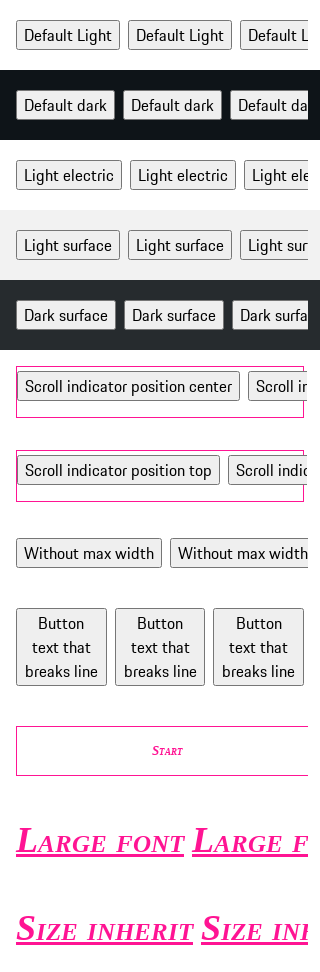 Default Light Default Light Default L
Default dark Default dark Default da
Light electric Light electric Light ele
Light surface Light surface Light sur
Dark surface Dark surface Dark surfa
Scroll indicator position center Scroll in
Scroll indicator position top Scroll indic
Without max width Without max width
Button Button Button
text that text that text that
breaks line breaks line breaks line
Start
Large font Large f
Size inherit Size inh